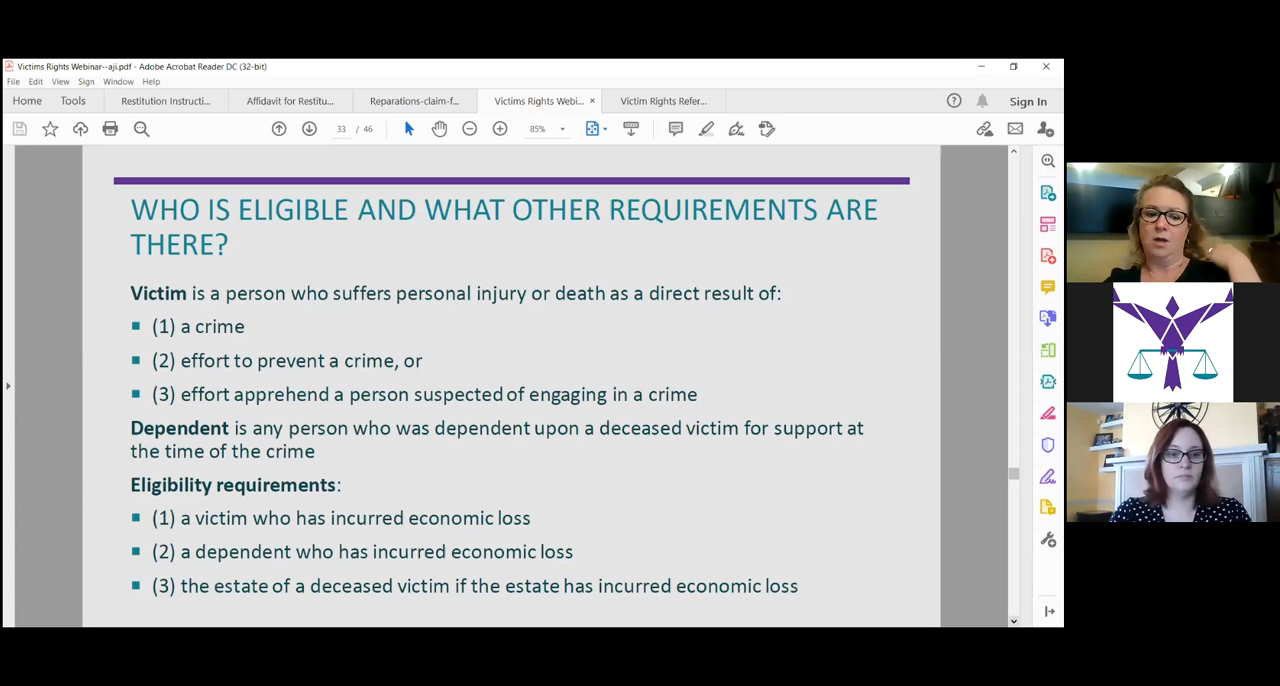 Victims Rights Webinar--aji.pdf - Adobe Acrobat Reader DC (32-bit)
File Edit View Sign Window Help
Home Tools Restitution Instructi... Affidavit for Restitu... Reparations-claim-f... Victims Rights Webi... × Victim Rights Refer... Sign In
33 / 46 85%
WHO IS ELIGIBLE AND WHAT OTHER REQUIREMENTS ARE
THERE?
Victim is a person who suffers personal injury or death as a direct result of:
(1) a crime
(2) effort to prevent a crime, or
(3) effort apprehend a person suspected of engaging in a crime
Dependent is any person who was dependent upon a deceased victim for support at
the time of the crime
Eligibility requirements:
(1) a victim who has incurred economic loss
(2) a dependent who has incurred economic loss
(3) the estate of a deceased victim if the estate has incurred economic loss